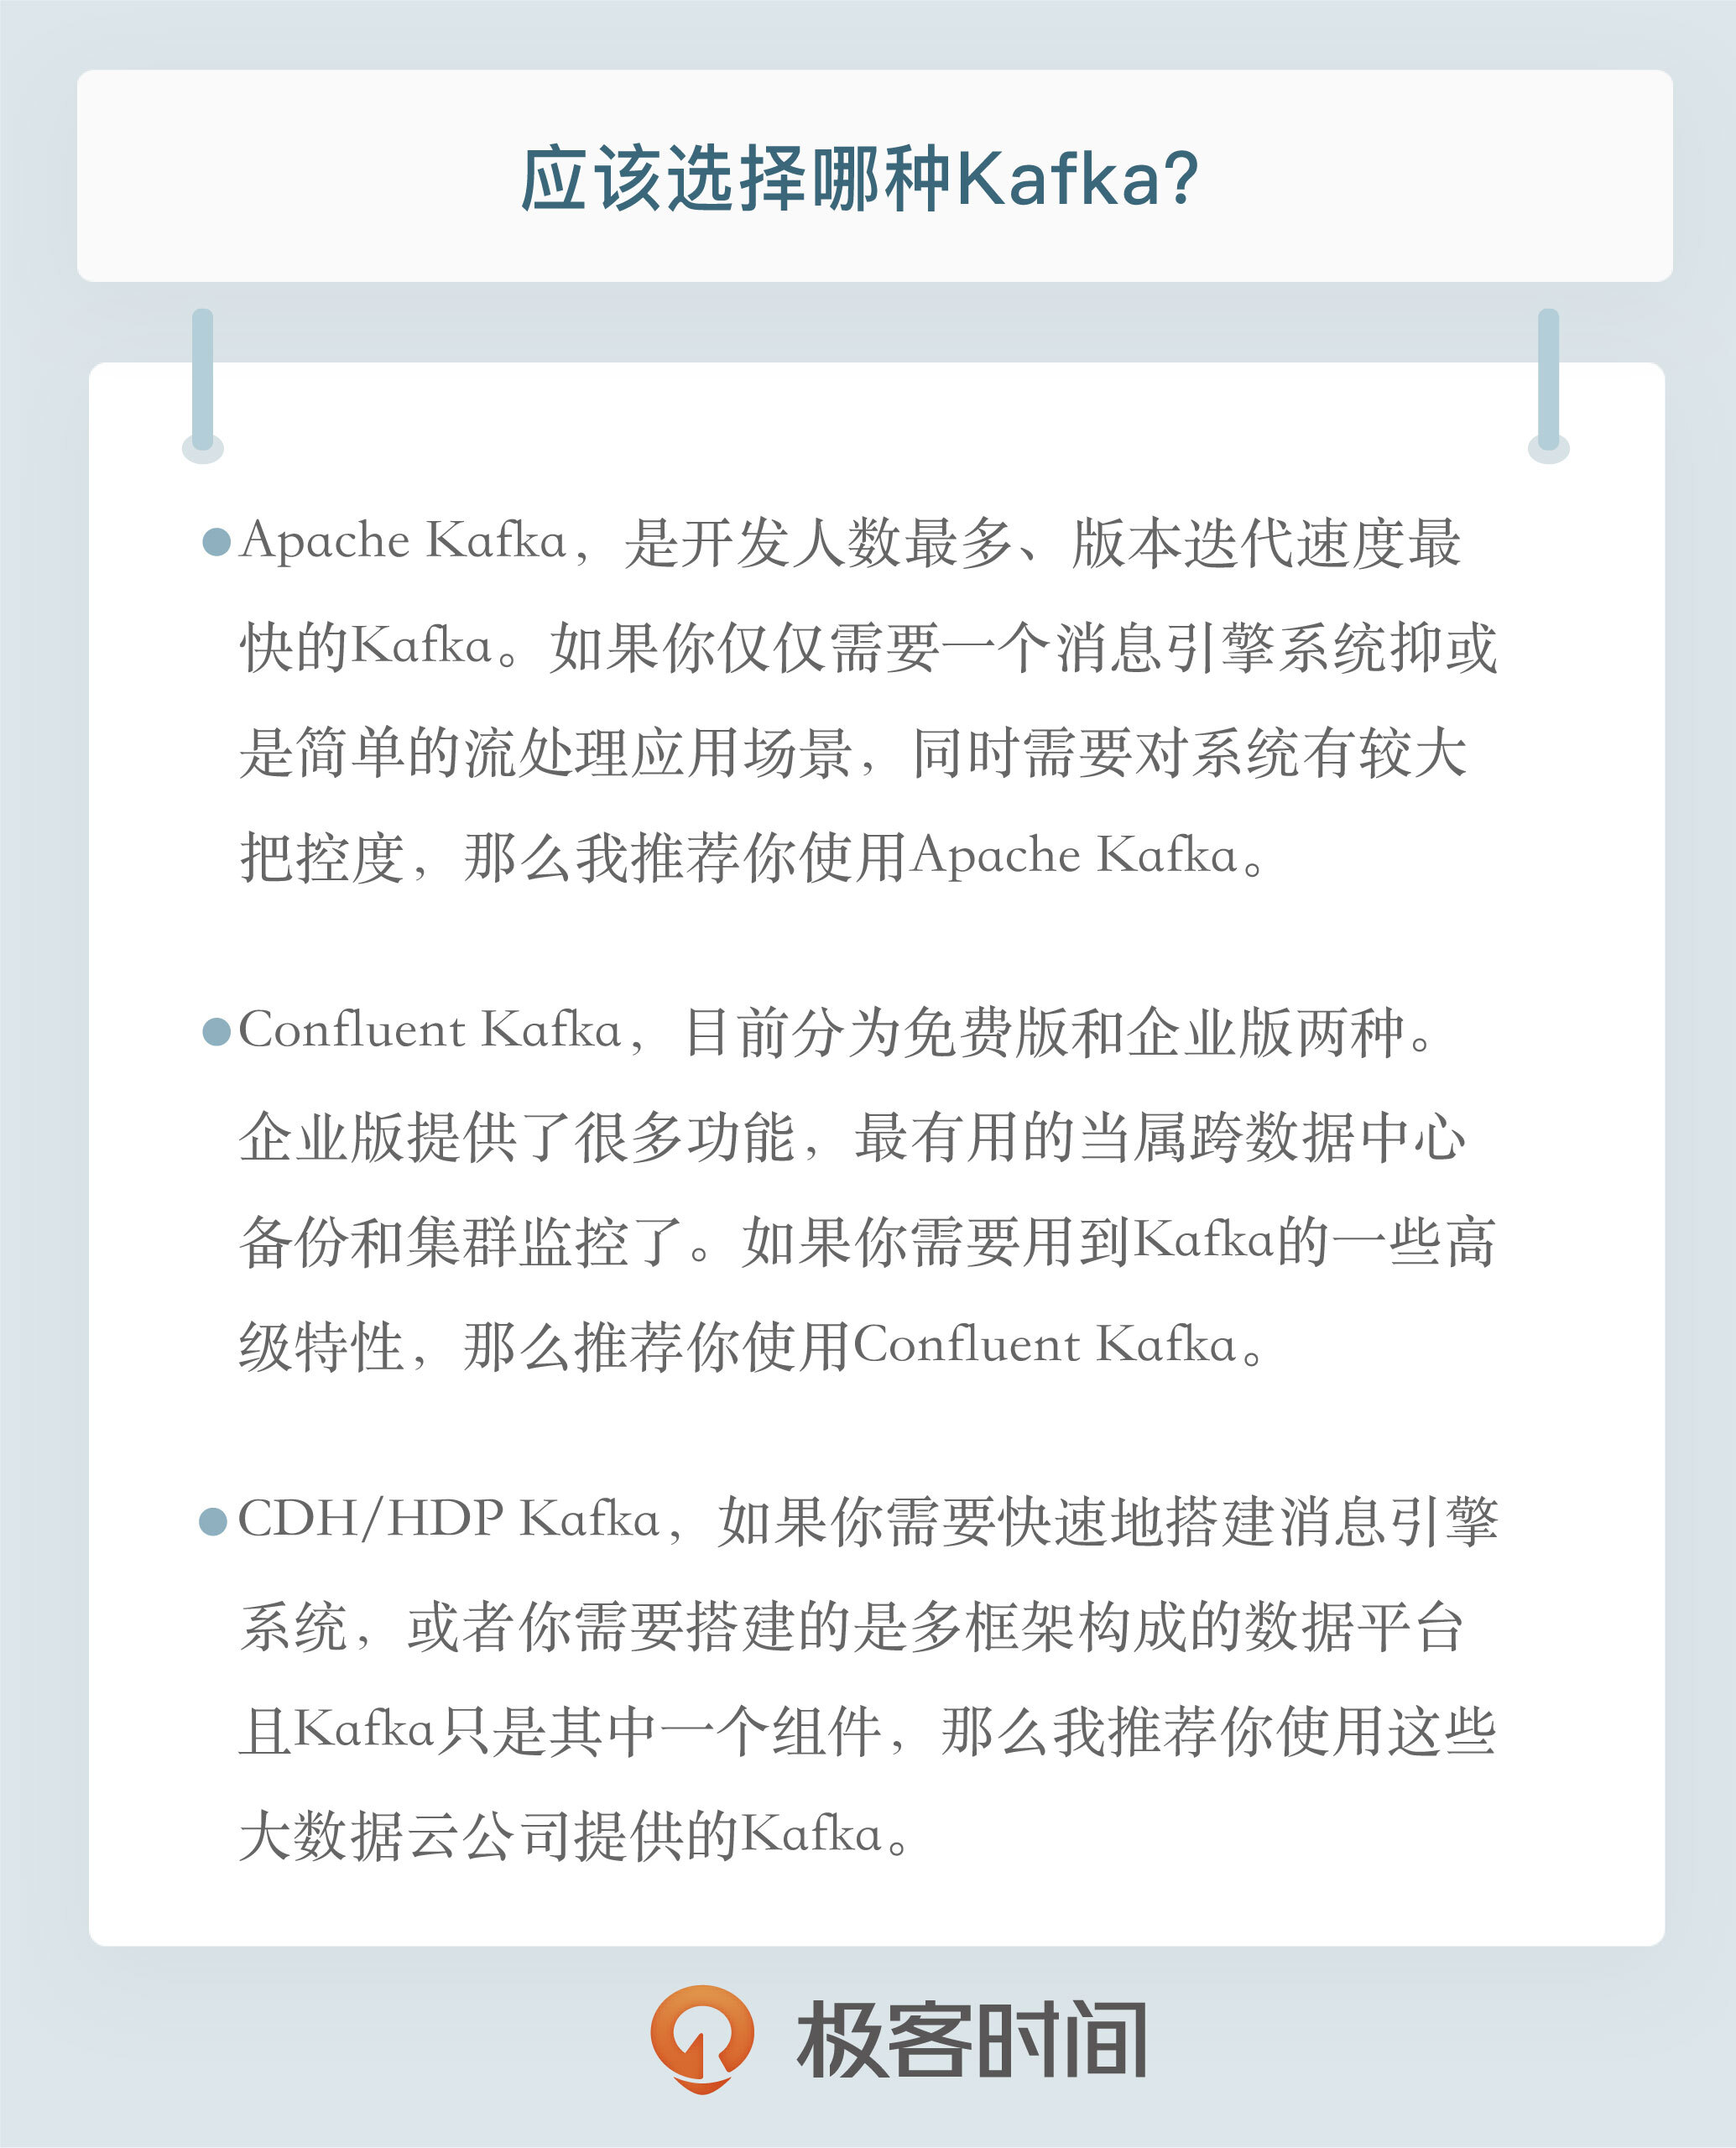 应该选择哪种Kafka?
Apache Kafka，是开发人数最多、版本迭代速度最
快的Kafka。如果你仅仅需要一个消息引擎系统抑或
是简单的流处理应用场景，同时需要对系统有较大
把控度，那么我推荐你使用Apache Kafka。
Confluent Kafka，目前分为免费版和企业版两种。
企业版提供了很多功能，最有用的当属跨数据中心
备份和集群监控了。如果你需要用到Kafka的一些高
级特性，那么推荐你使用Confluent Kafka。
CDH/HDP Kafka，如果你需要快速地搭建消息引擎
系统，或者你需要搭建的是多框架构成的数据平台
且Kafka只是其中一个组件，那么我推荐你使用这些
大数据云公司提供的Kafka。
极客时间